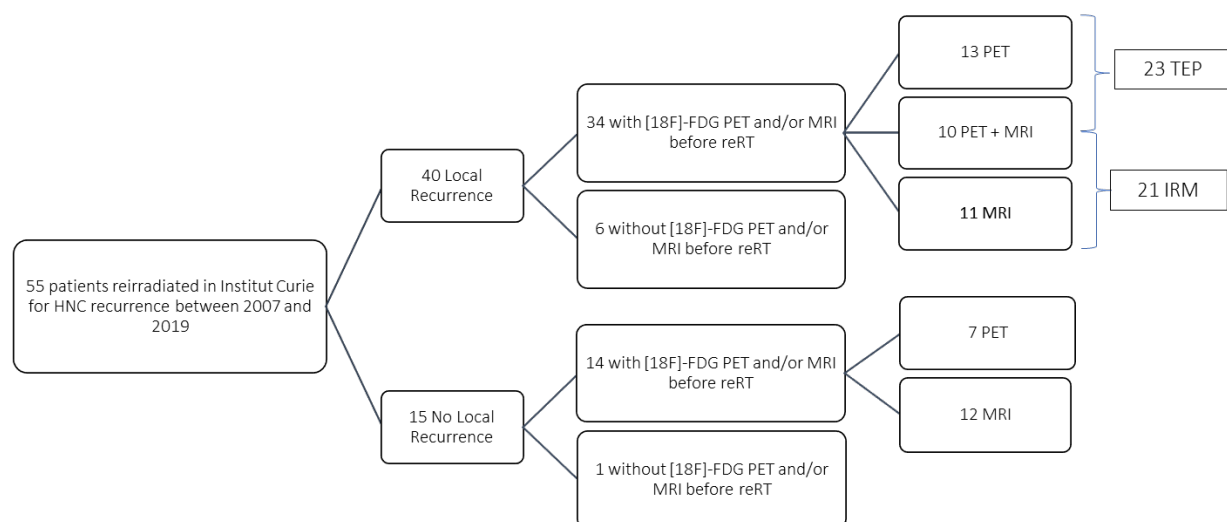 55 patients reirradiated in Institut Curie
for HNC recurrence between 2007 and
2019
40 Local
Recurrence
34 with [18F]-FDG PET and/or MRI
before reRT
13 PET
10 PET + MRI
11 MRI
23 TEP
21 IRM
6 without [18F]-FDG PET and/or
MRI before reRT
15 No Local
Recurrence
14 with [18F]-FDG PET and/or MRI
before reRT
7 PET
12 MRI
1 without [18F]-FDG PET and/or
MRI before reRT